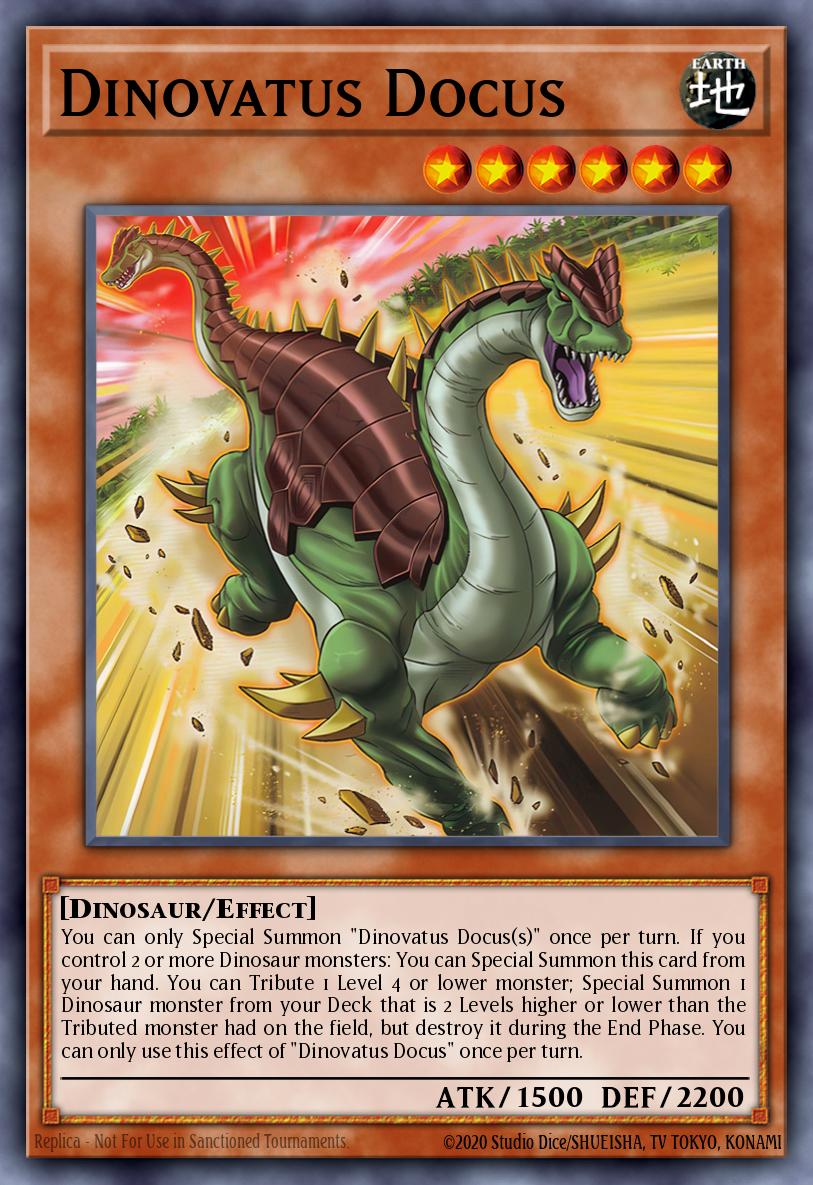 Dinovatus Docus
EARTH
地
[Dinosaur/Effect]
You can only Special Summon "Dinovatus Docus(s)" once per turn. If you
control 2 or more Dinosaur monsters: You can Special Summon this card from
your hand. You can Tribute 1 Level 4 or lower monster; Special Summon 1
Dinosaur monster from your Deck that is 2 Levels higher or lower than the
Tributed monster had on the field, but destroy it during the End Phase. You
can only use this effect of "Dinovatus Docus" once per turn.
ATK/1500 DEF/2200
Replica - Not For Use in Sanctioned Tournaments.
©2020 Studio Dice/SHUEISHA, TV TOKYO, KONAMI